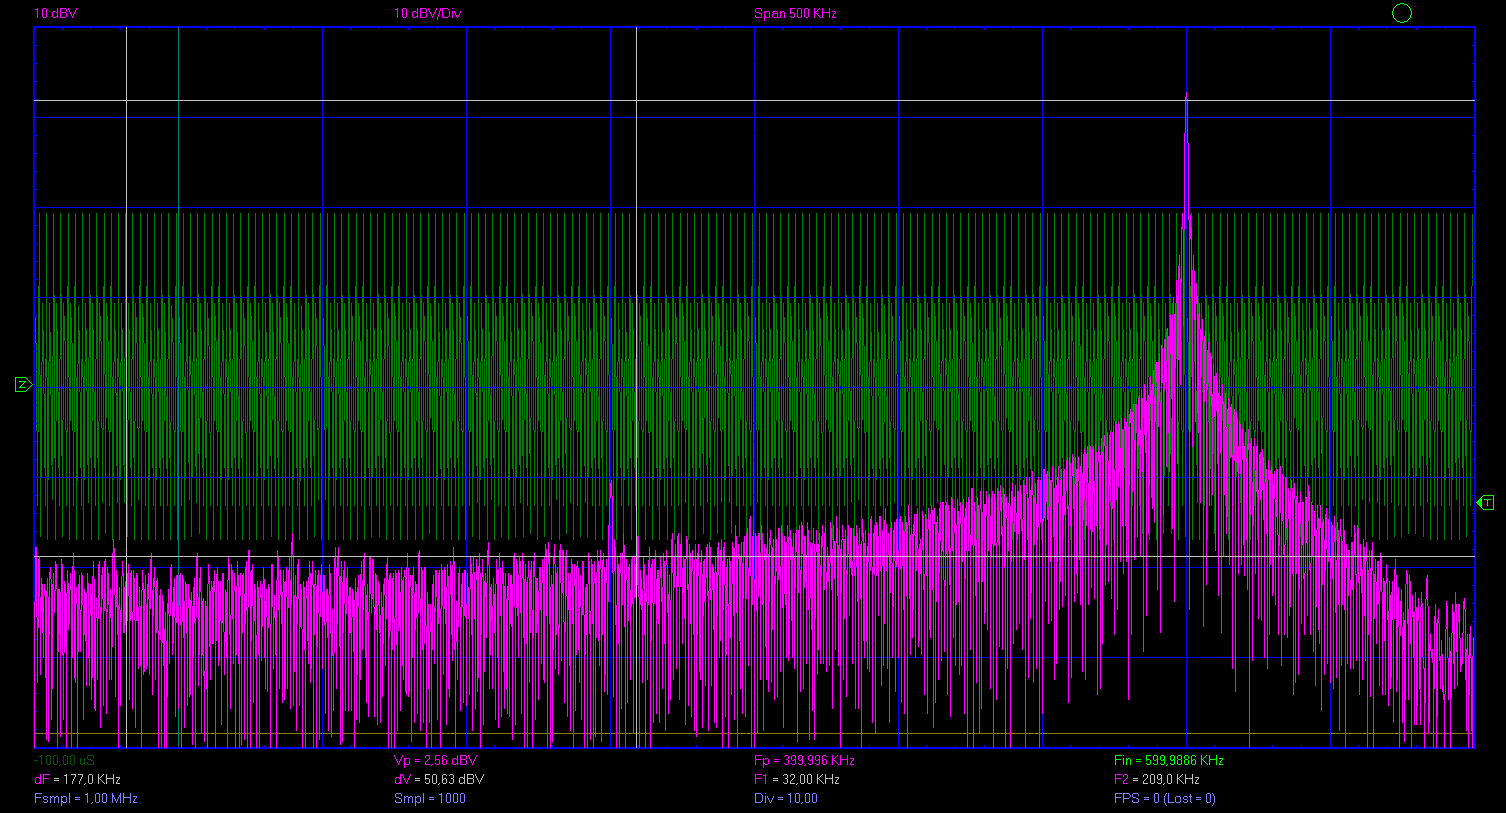 10 dBV 10 dBV/Div Span 500 KHz
Z
T
-100,00 uS Vp = 2,56 dBV Fp = 399,996 KHz Fin = 599,9886 KHz
dF = 177,0 KHz dV = 50,63 dBV F1 = 32,00 KHz F2 = 209,0 KHz
Fsmpl = 1,00 MHz Smpl = 1000 Div = 10,00 FPS = 0 (Lost = 0)